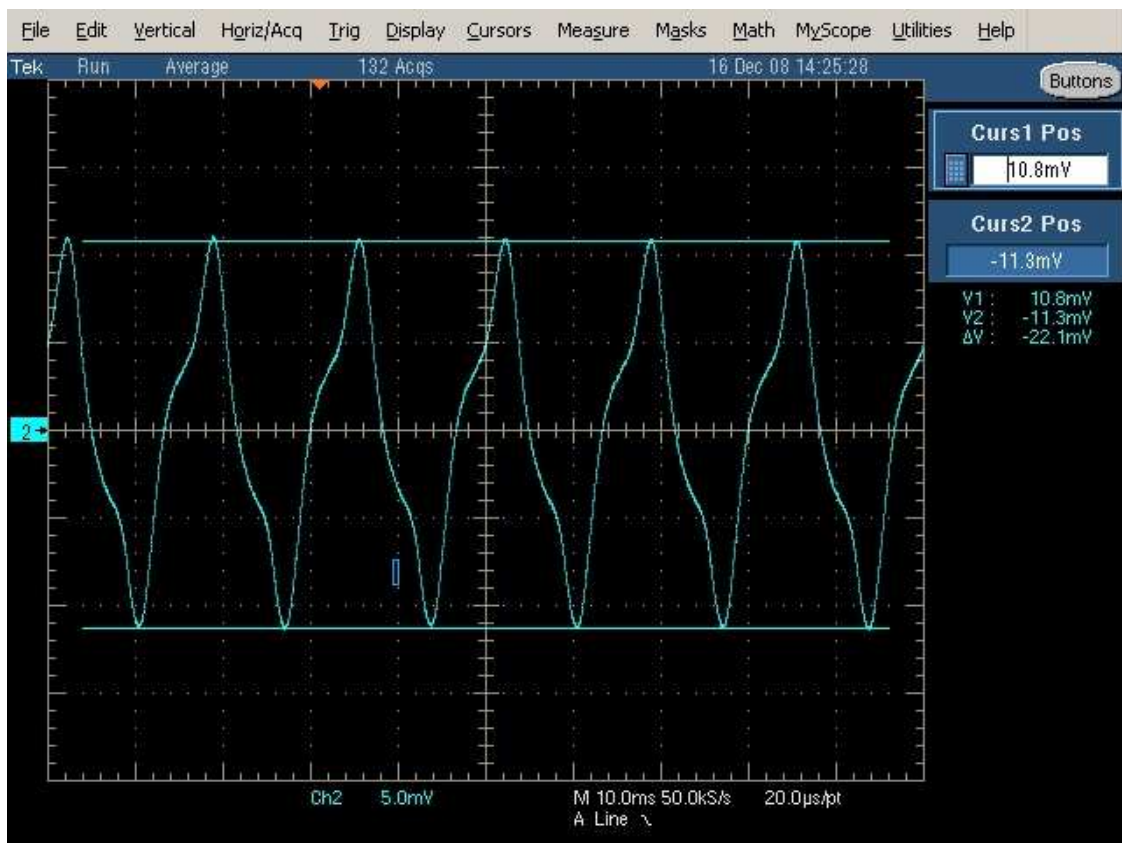 File Edit Vertical Horiz/Acq Trig Display Cursors Measure Masks Math MyScope Utilities Help
Tek Run Average 132 Acqs 16 Dec 08 14:25:28
Buttons
Curs1 Pos
10.8mV
Curs2 Pos
-11.3mV
V1 : 10.8mV
V2 : -11.3mV
ΔV : -22.1mV
2
Ch2 5.0mV M 10.0ms 50.0kS/s 20.0µs/pt
A Line